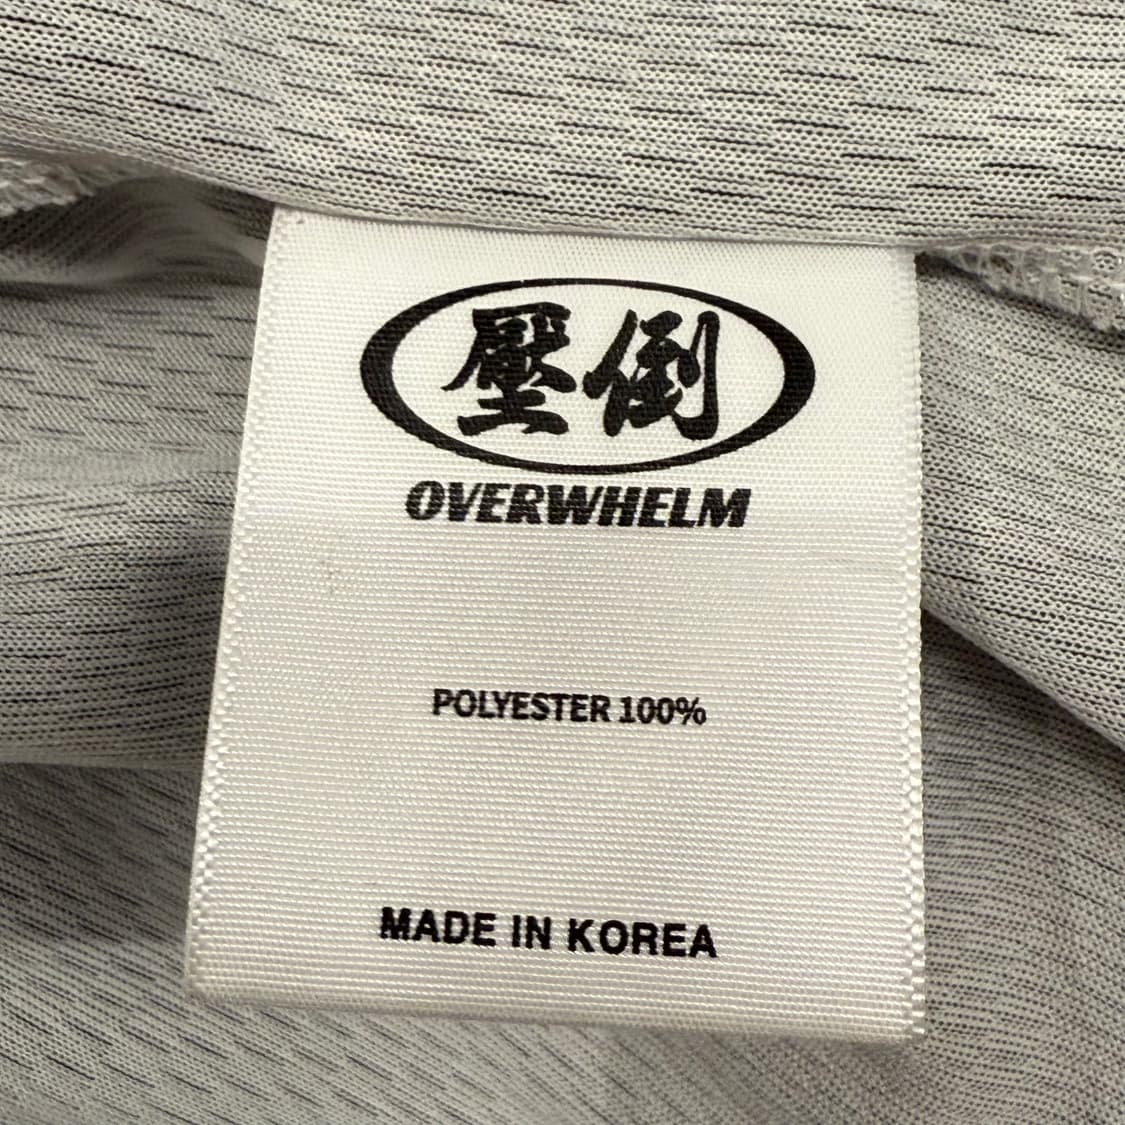 壓倒
OVERWHELM
POLYESTER 100%
MADE IN KOREA